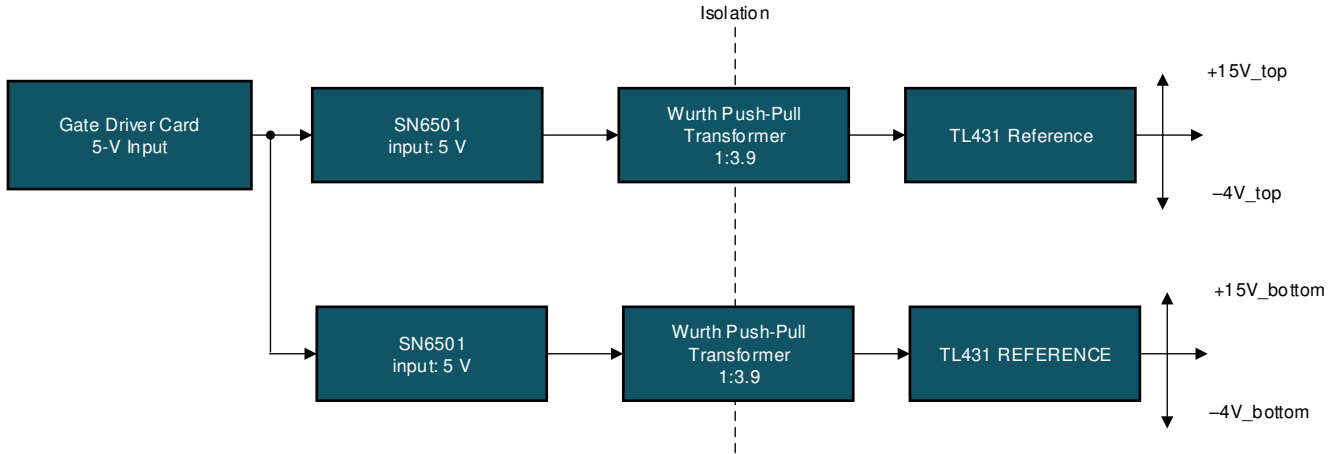 Isolation
Gate Driver Card
5-V Input
SN6501
input: 5 V
Wurth Push-Pull
Transformer
1:3.9
TL431 Reference
+15V_top
–4V_top
SN6501
input: 5 V
Wurth Push-Pull
Transformer
1:3.9
TL431 REFERENCE
+15V_bottom
–4V_bottom